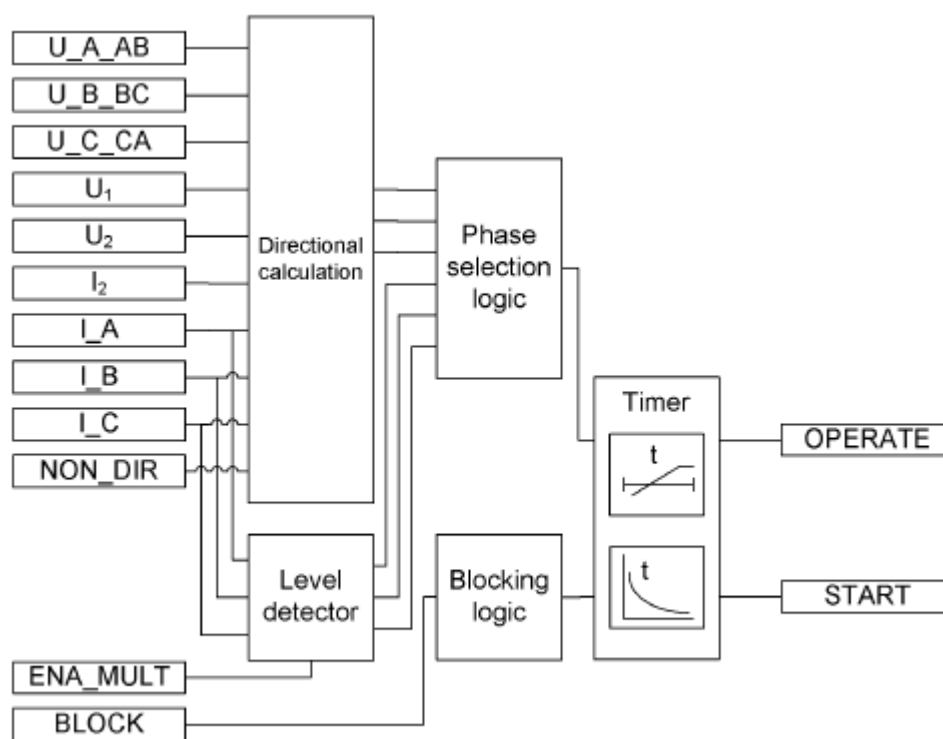 U_A_AB
U_B_BC
U_C_CA
U₁
U₂
I₂
I_A
I_B
I_C
NON_DIR
ENA_MULT
BLOCK
Directional
calculation
Level
detector
Phase
selection
logic
Blocking
logic
Timer
t
t
OPERATE
START